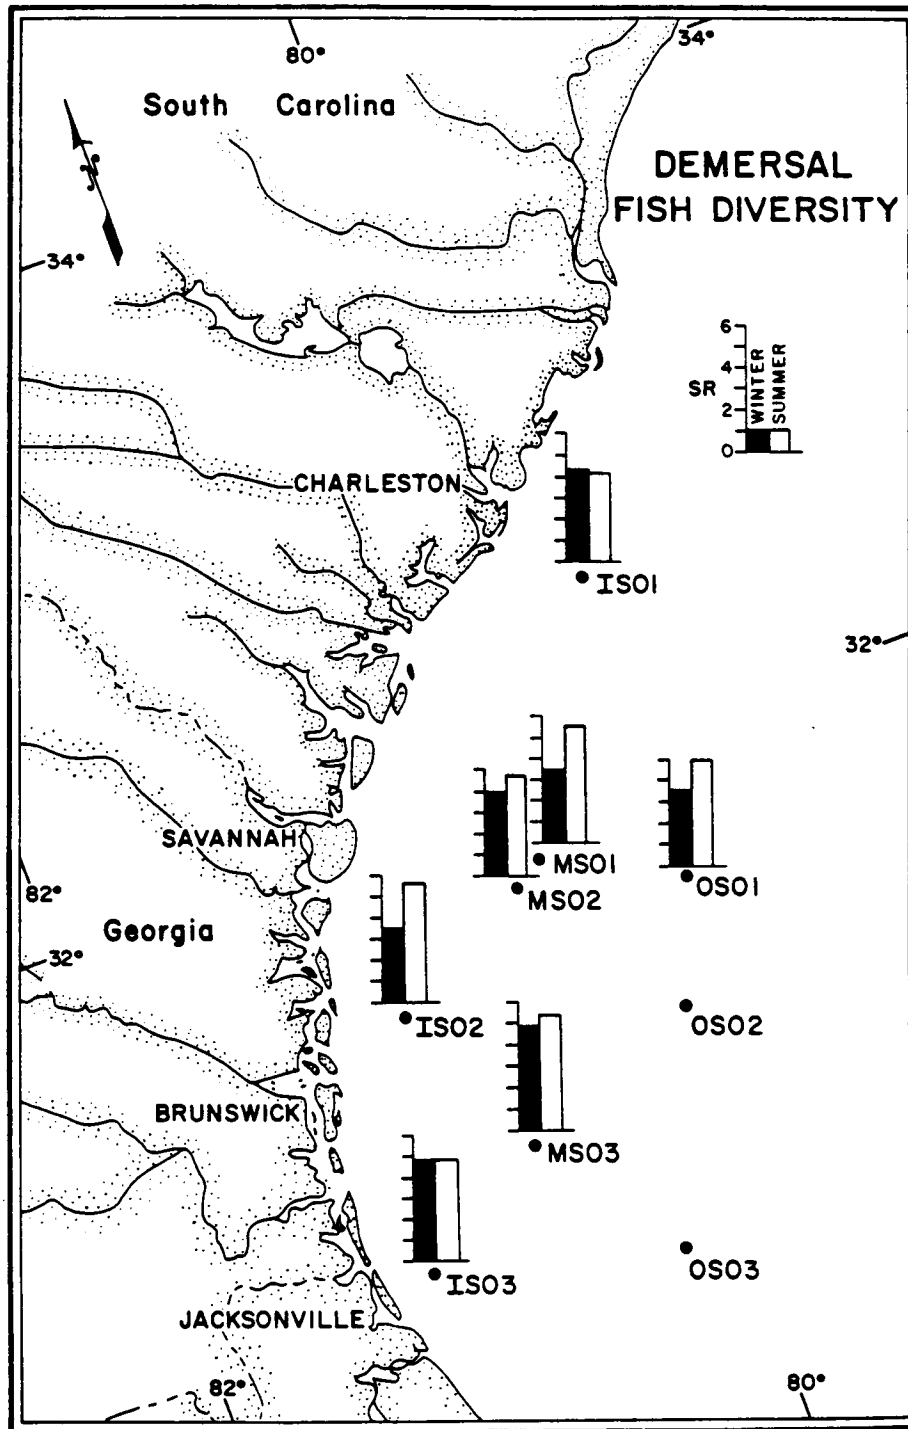 80°
34°
South Carolina
N
DEMERSAL
FISH DIVERSITY
34°
6
4
SR
2
0
WINTER
SUMMER
CHARLESTON
IS01
32°
SAVANNAH
MS01
MS02
OS01
82°
Georgia
32°
IS02
OS02
BRUNSWICK
MS03
IS03
OS03
JACKSONVILLE
82°
80°